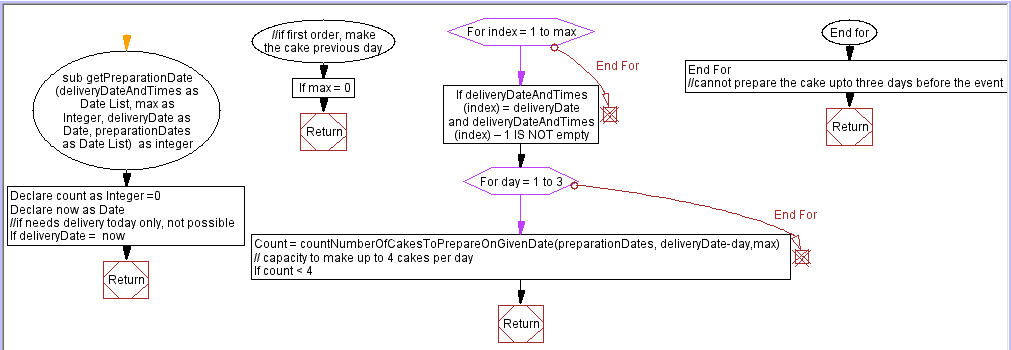 sub getPreparationDate
(deliveryDateAndTimes as
Date List, max as
Integer, deliveryDate as
Date, preparationDates
as Date List)  as integer
Declare count as Integer =0
Declare now as Date
//if needs delivery today only, not possible
If deliveryDate =  now
Return
//if first order, make
the cake previous day
If max = 0
Return
For index = 1 to max
End For
If deliveryDateAndTimes
(index) = deliveryDate
and deliveryDateAndTimes
(index) – 1 IS NOT empty
For day = 1 to 3
End For
Count = countNumberOfCakesToPrepareOnGivenDate(preparationDates, deliveryDate-day,max)
// capacity to make up to 4 cakes per day
If count < 4
Return
End for
End For
//cannot prepare the cake upto three days before the event
Return